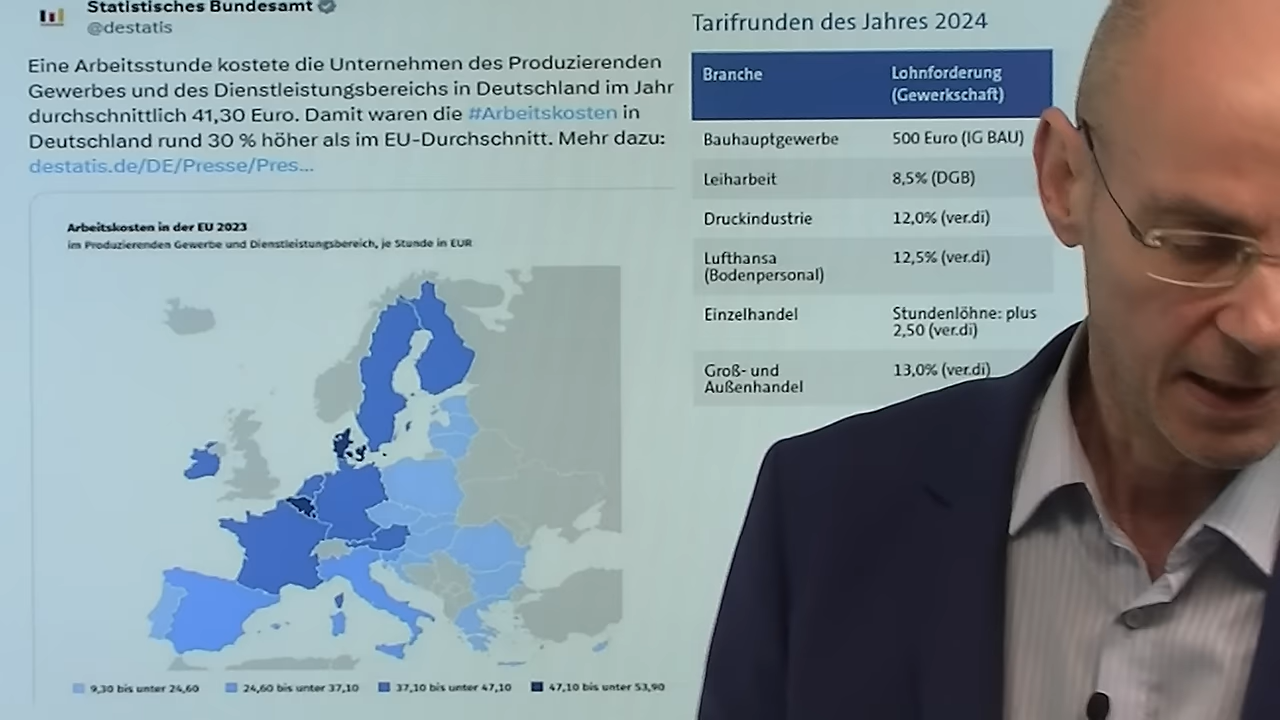 Statistisches Bundesamt
@destatis
Eine Arbeitsstunde kostete die Unternehmen des Produzierenden
Gewerbes und des Dienstleistungsbereichs in Deutschland im Jahr
durchschnittlich 41,30 Euro. Damit waren die #Arbeitskosten in
Deutschland rund 30 % höher als im EU-Durchschnitt. Mehr dazu:
destatis.de/DE/Presse/Pres...
Arbeitskosten in der EU 2023
im Produzierenden Gewerbe und Dienstleistungsbereich, je Stunde in EUR
9,30 bis unter 24,60
24,60 bis unter 37,10
37,10 bis unter 47,10
47,10 bis unter 53,90
Tarifrunden des Jahres 2024
Branche Lohnforderung
(Gewerkschaft)
Bauhauptgewerbe 500 Euro (IG BAU)
Leiharbeit 8,5% (DGB)
Druckindustrie 12,0% (ver.di)
Lufthansa 12,5% (ver.di)
(Bodenpersonal)
Einzelhandel Stundenlöhne: plus
2,50 (ver.di)
Groß- und 13,0% (ver.di)
Außenhandel